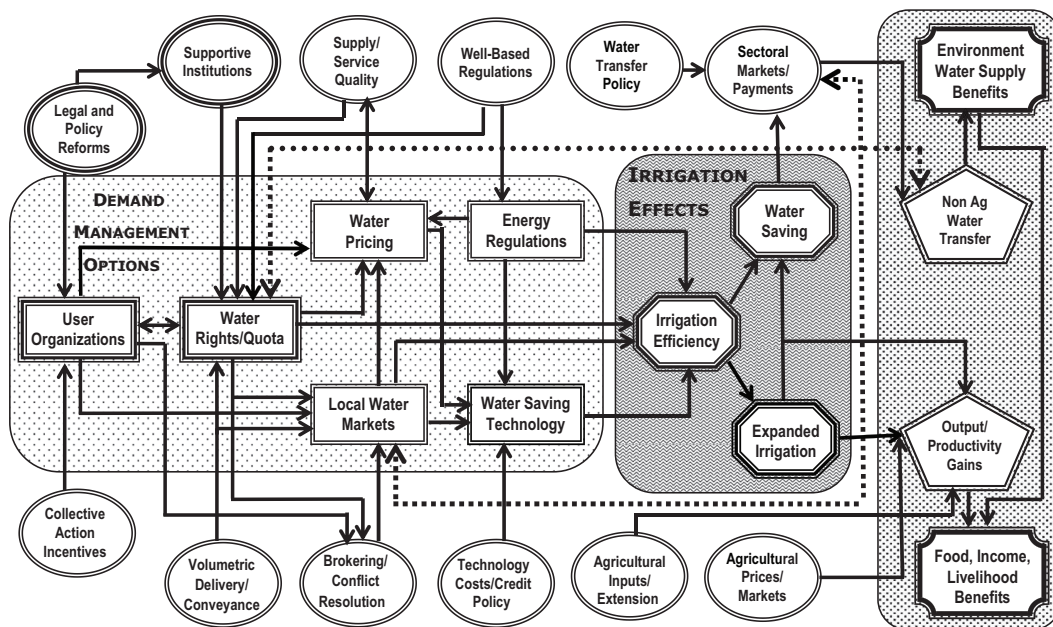 Supportive
Institutions
Supply/
Service
Quality
Well-Based
Regulations
Water
Transfer
Policy
Sectoral
Markets/
Payments
Environment
Water Supply
Benefits
Legal and
Policy
Reforms
DEMAND
MANAGEMENT
OPTIONS
Water
Pricing
Energy
Regulations
IRRIGATION
EFFECTS
Water
Saving
Non Ag
Water
Transfer
User
Organizations
Water
Rights/Quota
Irrigation
Efficiency
Local Water
Markets
Water Saving
Technology
Expanded
Irrigation
Output/
Productivity
Gains
Collective
Action
Incentives
Volumetric
Delivery/
Conveyance
Brokering/
Conflict
Resolution
Technology
Costs/Credit
Policy
Agricultural
Inputs/
Extension
Agricultural
Prices/
Markets
Food, Income,
Livelihood
Benefits